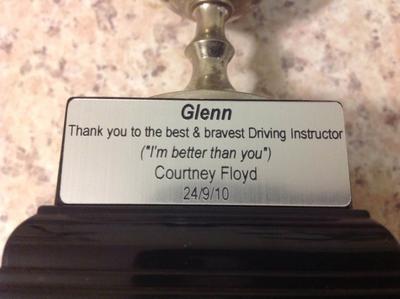 Glenn
Thank you to the best & bravest Driving Instructor
("I'm better than you")
Courtney Floyd
24/9/10